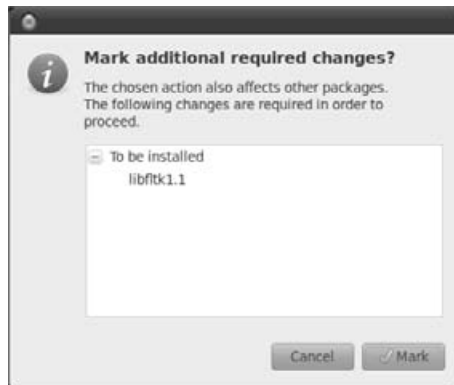 Mark additional required changes?
The chosen action also affects other packages.
The following changes are required in order to
proceed.
To be installed
libfltk1.1
Cancel
Mark